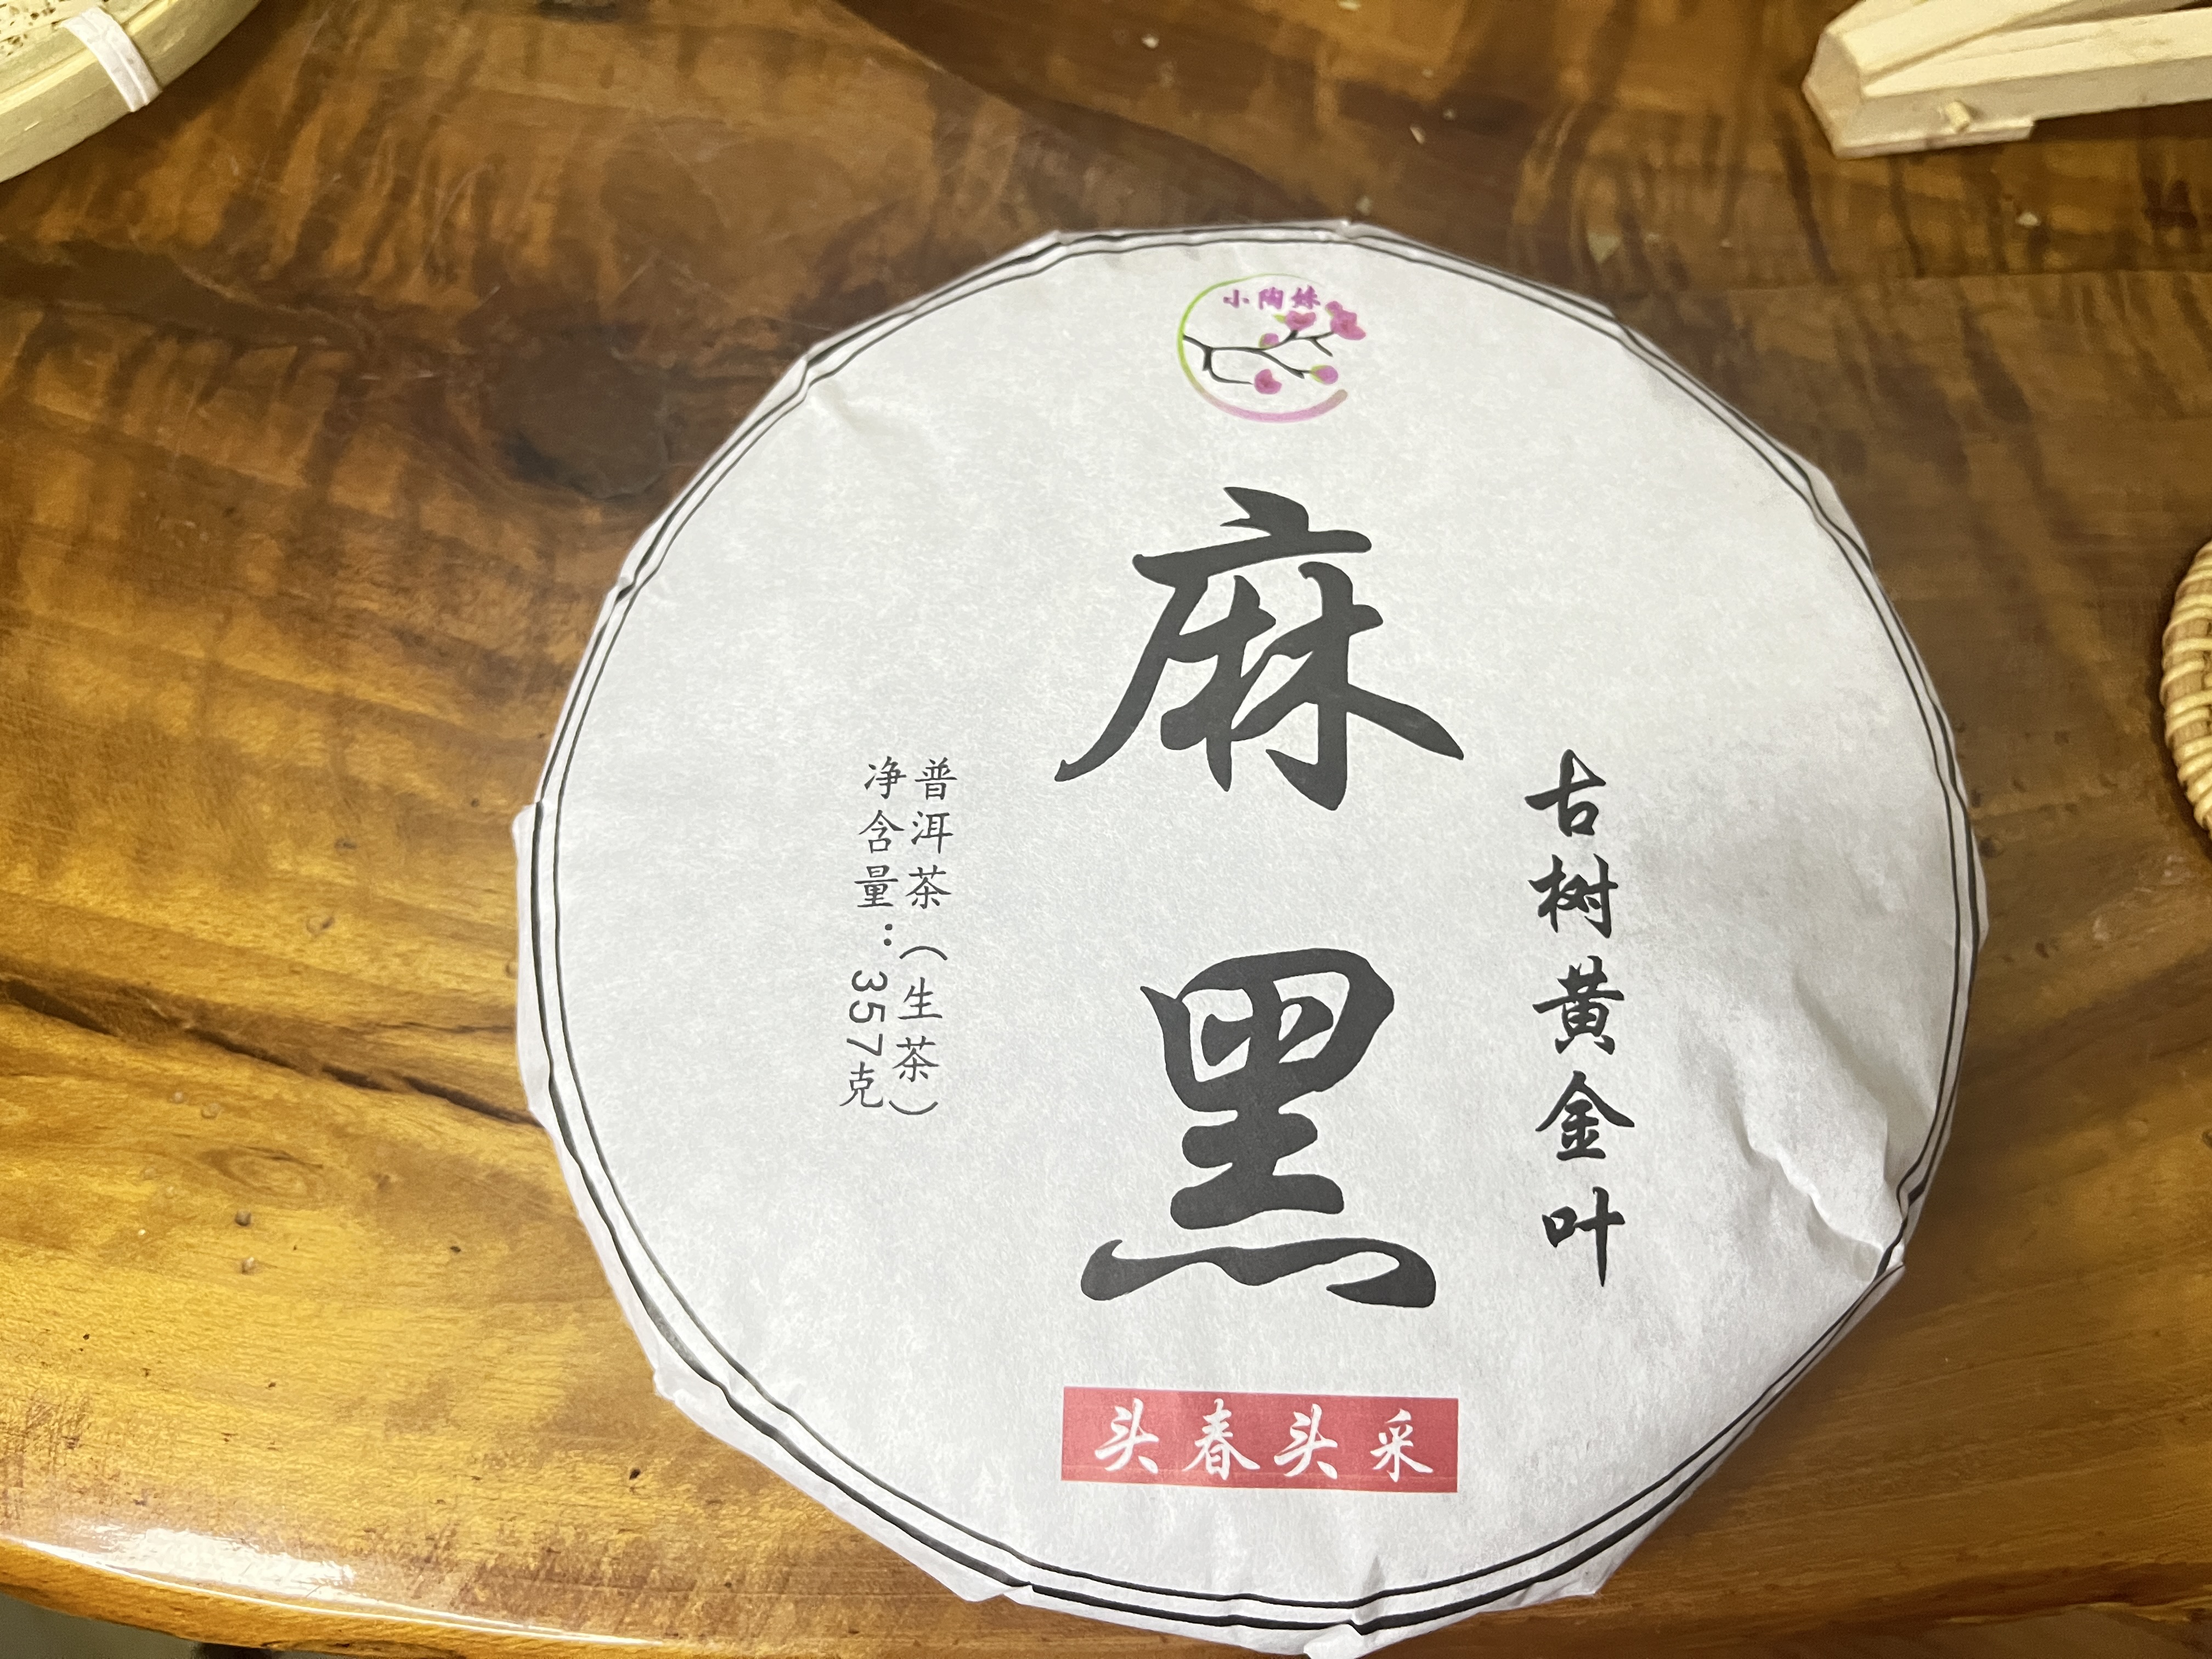 小陶妹
麻黑
古树黄金叶
普洱茶（生茶）
净含量：357克
头春头采